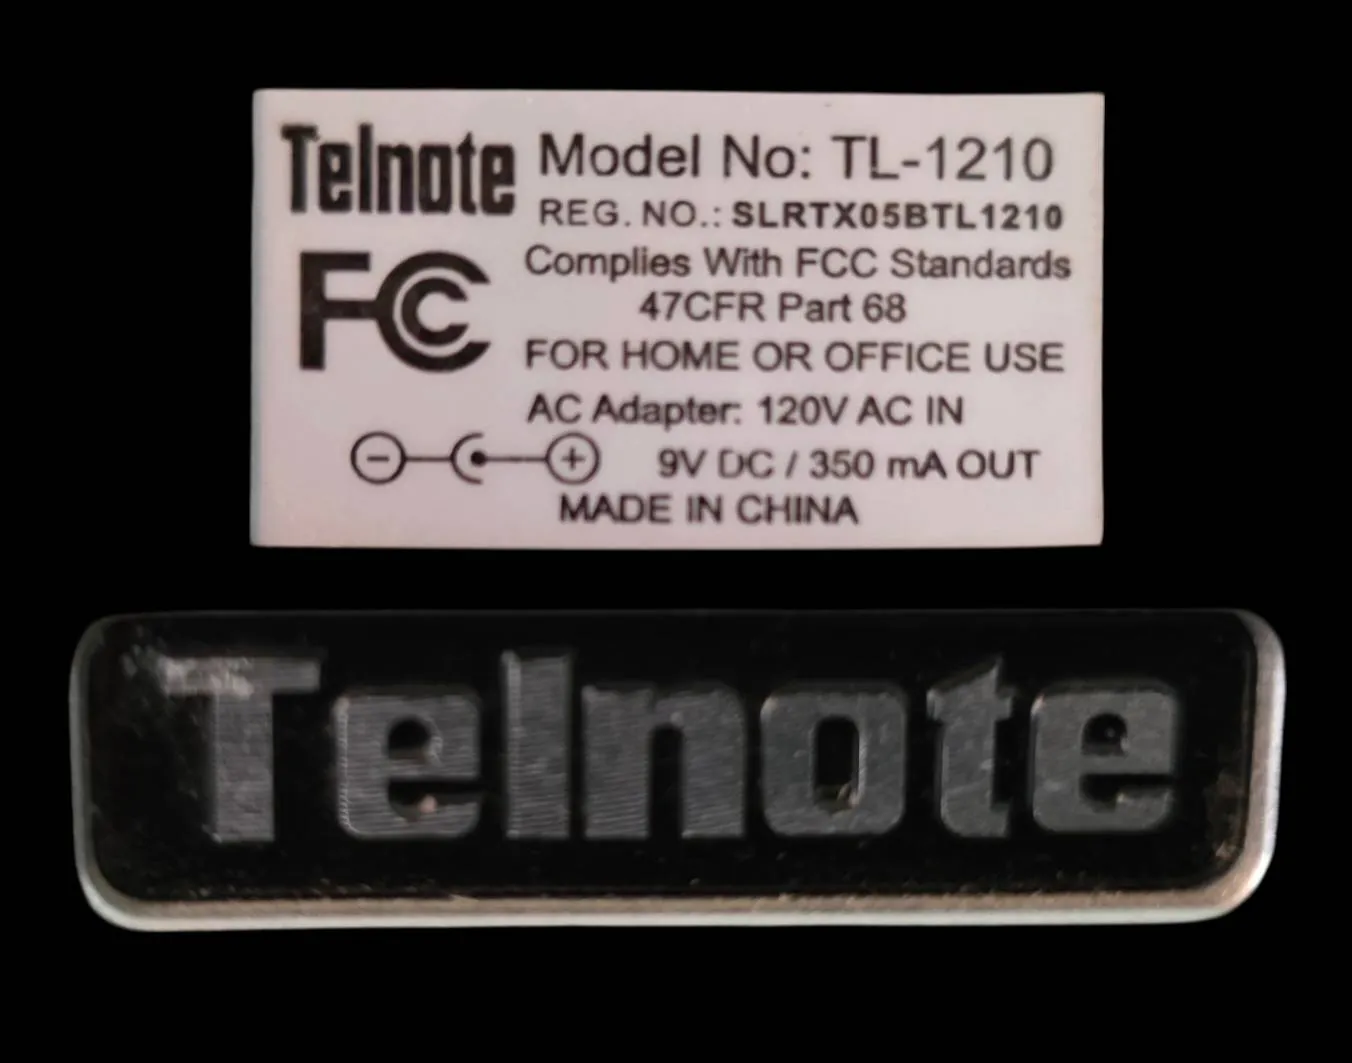 Telnote
Model No: TL-1210
REG. NO.: SLRTX05BTL1210
FC
Complies With FCC Standards
47CFR Part 68
FOR HOME OR OFFICE USE
AC Adapter: 120V AC IN
9V DC / 350 mA OUT
MADE IN CHINA
Telnote